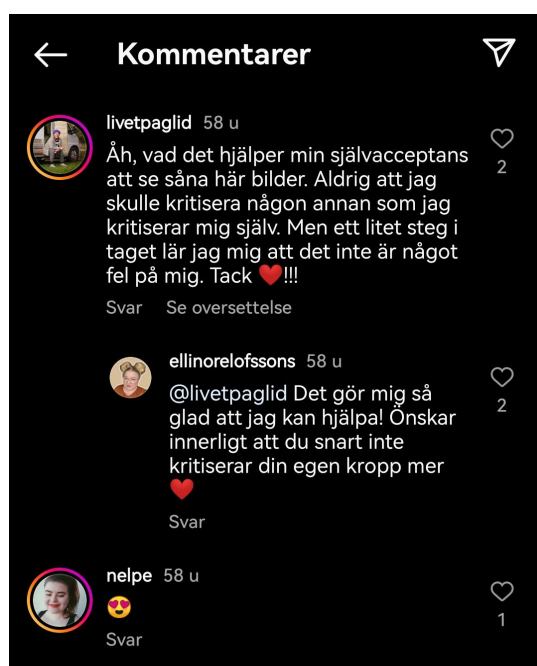 Kommentarer
livetpaglid 58 u
Åh, vad det hjälper min självacceptans
att se såna här bilder. Aldrig att jag
skulle kritisera någon annan som jag
kritiserar mig själv. Men ett litet steg i
taget lär jag mig att det inte är något
fel på mig. Tack ❤️!!!
2
Svar Se oversettelse
ellinorelofssons 58 u
@livetpaglid Det gör mig så
glad att jag kan hjälpa! Önskar
innerligt att du snart inte
kritiserar din egen kropp mer
❤️
2
Svar
nelpe 58 u
😍
1
Svar